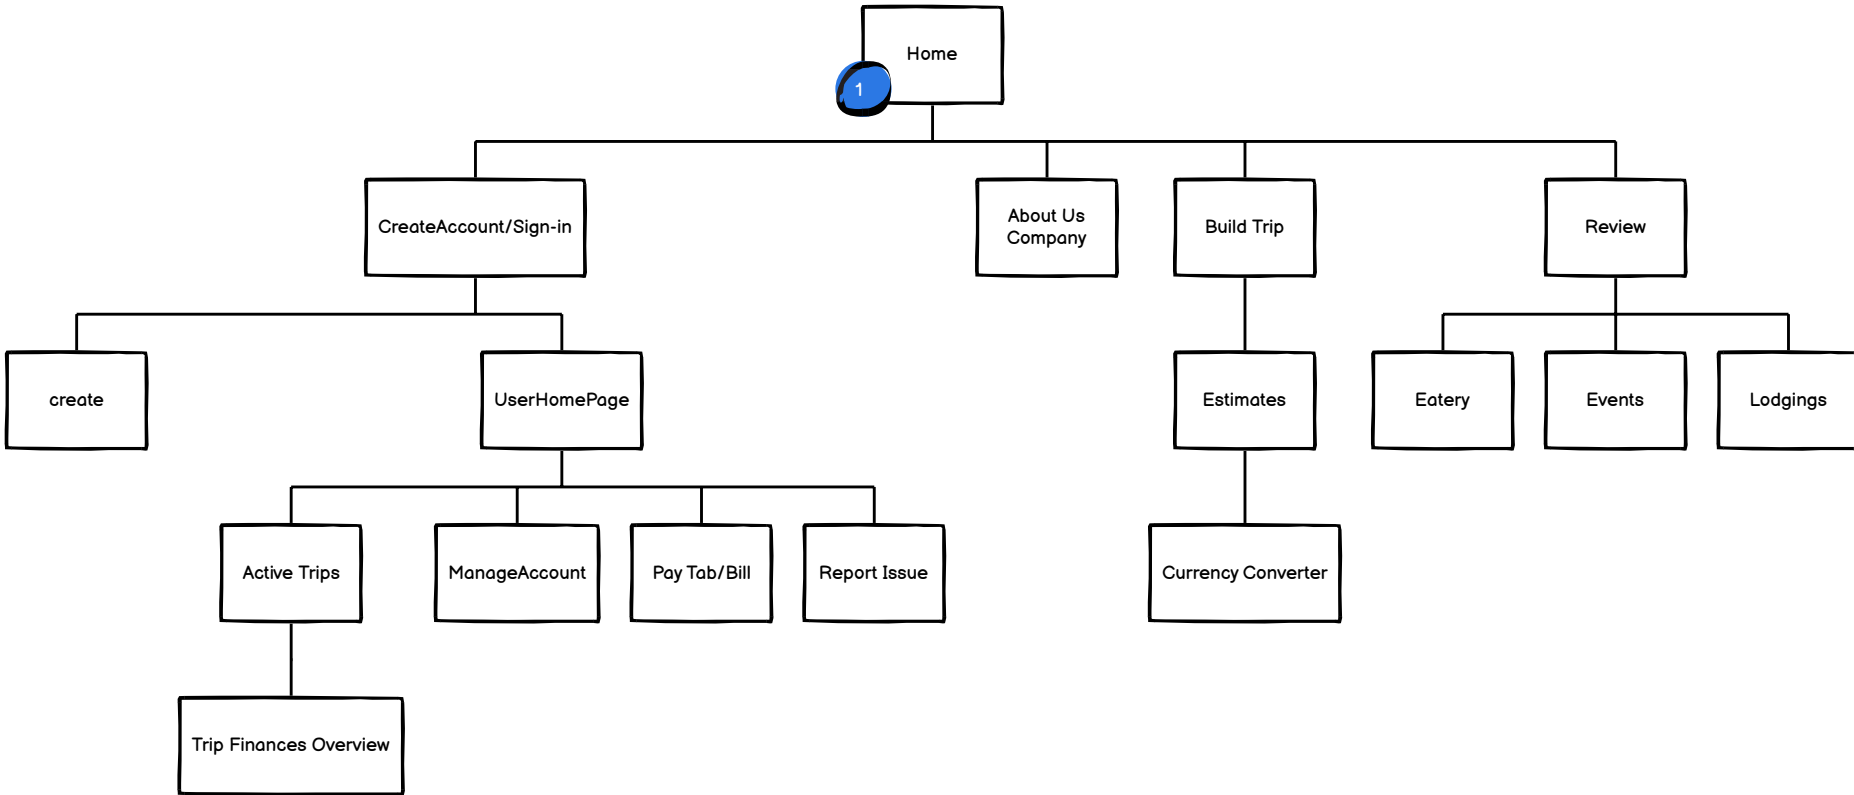 Home
1
CreateAccount/Sign-in
About Us
Company
Build Trip
Review
create
UserHomePage
Estimates
Eatery
Events
Lodgings
Active Trips
ManageAccount
Pay Tab/Bill
Report Issue
Currency Converter
Trip Finances Overview